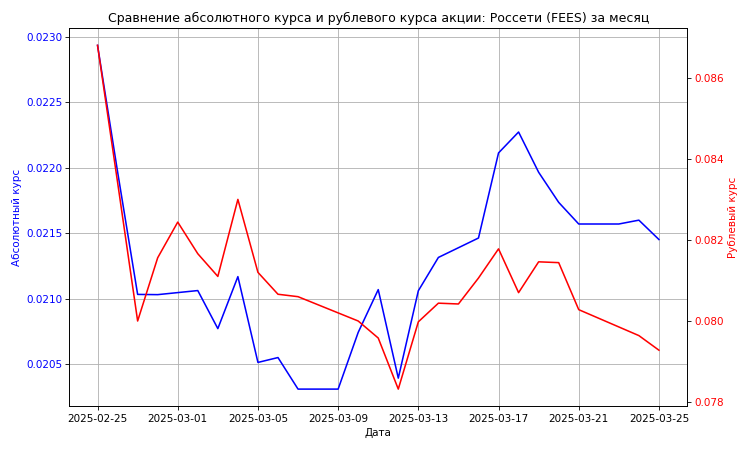 Сравнение абсолютного курса и рублевого курса акции: Россети (FEES) за месяц
0.0230
0.0225
0.0220
0.0215
0.0210
0.0205
Абсолютный курс
0.086
0.084
0.082
0.080
0.078
Рублевый курс
2025-02-25 2025-03-01 2025-03-05 2025-03-09 2025-03-13 2025-03-17 2025-03-21 2025-03-25
Дата